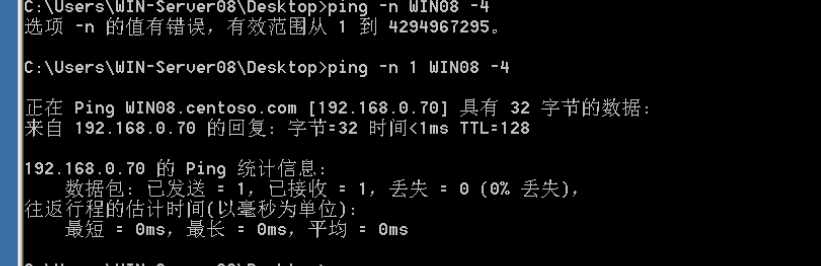 C:\Users\WIN-Server08\Desktop>ping -n WIN08 -4
选项 -n 的值有错误，有效范围从 1 到 4294967295。
C:\Users\WIN-Server08\Desktop>ping -n 1 WIN08 -4
正在 Ping WIN08.centoso.com [192.168.0.70] 具有 32 字节的数据:
来自 192.168.0.70 的回复: 字节=32 时间<1ms TTL=128
192.168.0.70 的 Ping 统计信息:
数据包: 已发送 = 1，已接收 = 1，丢失 = 0 (0% 丢失)，
往返行程的估计时间(以毫秒为单位):
最短 = 0ms，最长 = 0ms，平均 = 0ms